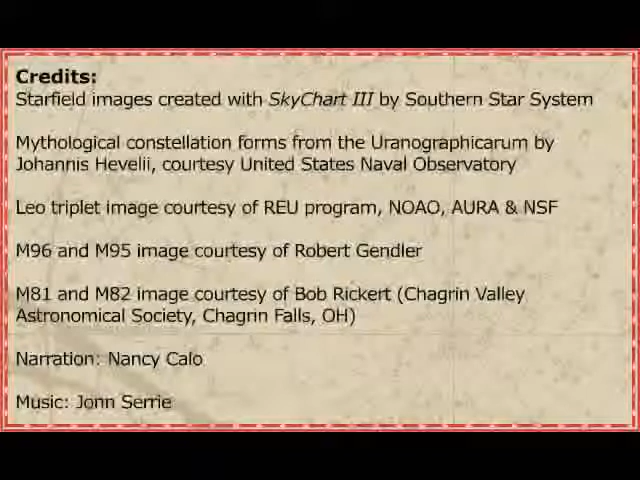 Credits:
Starfield images created with SkyChart III by Southern Star System
Mythological constellation forms from the Uranographicarum by
Johannis Hevelii, courtesy United States Naval Observatory
Leo triplet image courtesy of REU program, NOAO, AURA & NSF
M96 and M95 image courtesy of Robert Gendler
M81 and M82 image courtesy of Bob Rickert (Chagrin Valley
Astronomical Society, Chagrin Falls, OH)
Narration: Nancy Calo
Music: Jonn Serrie